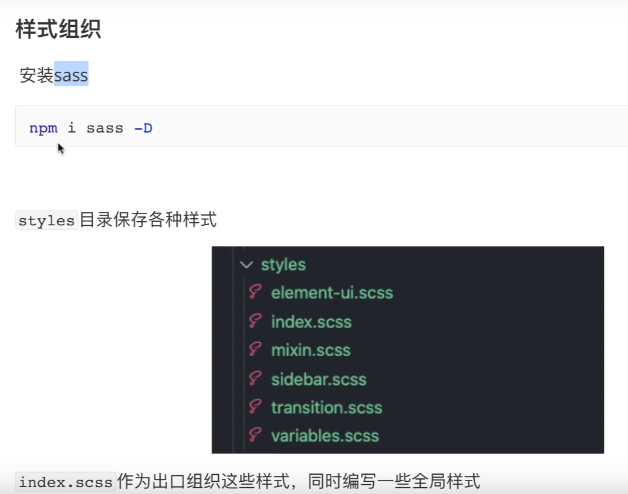 样式组织
安装sass
npm i sass -D
styles目录保存各种样式
styles
element-ui.scss
index.scss
mixin.scss
sidebar.scss
transition.scss
variables.scss
index.scss作为出口组织这些样式，同时编写一些全局样式